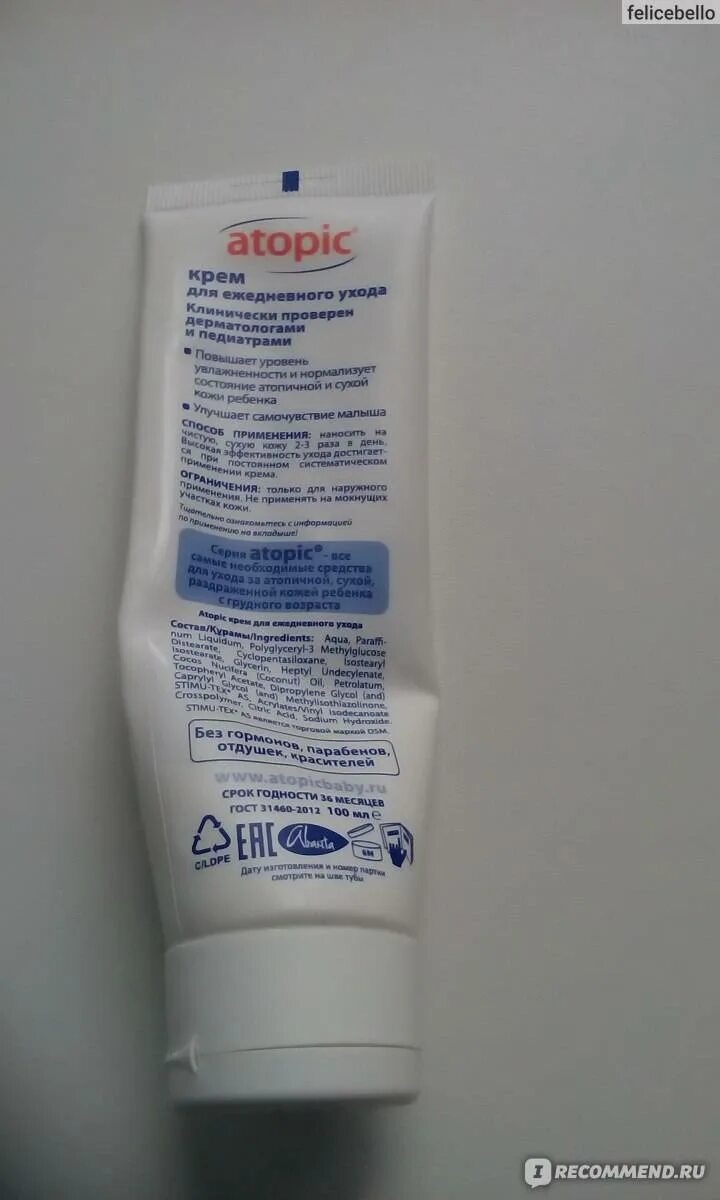 felicebello
atopic®
крем
для ежедневного ухода
Клинически проверен
дерматологами
и педиатрами
Повышает уровень
увлажненности и нормализует
состояние атопичной и сухой
кожи ребенка
Улучшает самочувствие малыша
СПОСОБ ПРИМЕНЕНИЯ: наносить на
чистую, сухую кожу 2-3 раза в день.
Высокая эффективность ухода достигает-
ся при постоянном систематическом
применении крема.
ОГРАНИЧЕНИЯ: только для наружного
применения. Не применять на мокнущих
участках кожи.
Тщательно ознакомьтесь с информацией
по применению на вкладыше!
Серия atopic® - все
самые необходимые средства
для ухода за атопичной, сухой,
раздраженной кожей ребенка
с грудного возраста
Atopic крем для ежедневного ухода
Состав/Құрамы/Ingredients: Aqua, Paraffi-
num Liquidum, Polyglyceryl-3 Methylglucose
Distearate, Cyclopentasiloxane, Isostearyl
Isostearate, Glycerin, Heptyl Undecylenate,
Cocos Nucifera (Coconut) Oil, Petrolatum,
Tocopheryl Acetate, Dipropylene Glycol (and)
Caprylyl Glycol (and) Methylisothiazolinone,
STIMU-TEX® AS, Acrylates/Vinyl Isodecanoate
Crosspolymer, Citric Acid, Sodium Hydroxide.
STIMU-TEX® AS является торговой маркой DSM.
Без гормонов, парабенов,
отдушек, красителей
www.atopicbaby.ru
СРОК ГОДНОСТИ 36 МЕСЯЦЕВ
ГОСТ 31460-2012 100 мл e
C/LDPE EAC Abanta 6M
Дату изготовления и номер партии
смотрите на шве тубы
I RECOMMEND.RU